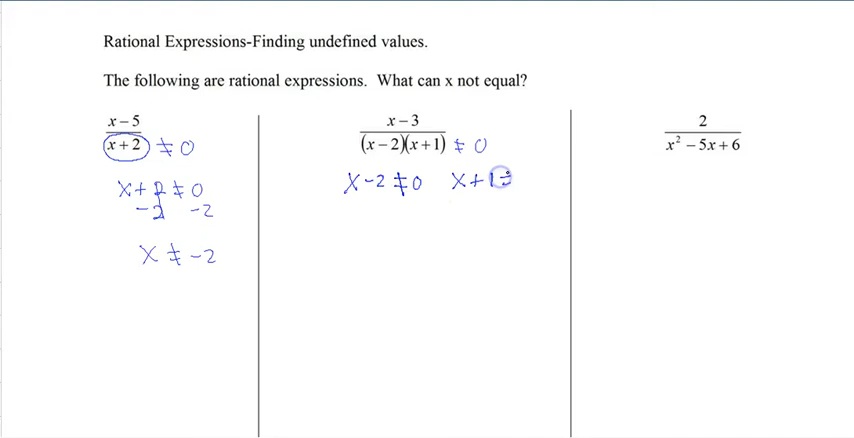 Rational Expressions-Finding undefined values.
The following are rational expressions. What can x not equal?
x − 5
x + 2 ≠ 0
x + 2 ≠ 0
−2 −2
x ≠ −2
x − 3
(x − 2)(x + 1) ≠ 0
x − 2 ≠ 0 x + 1 =
2
x² − 5x + 6